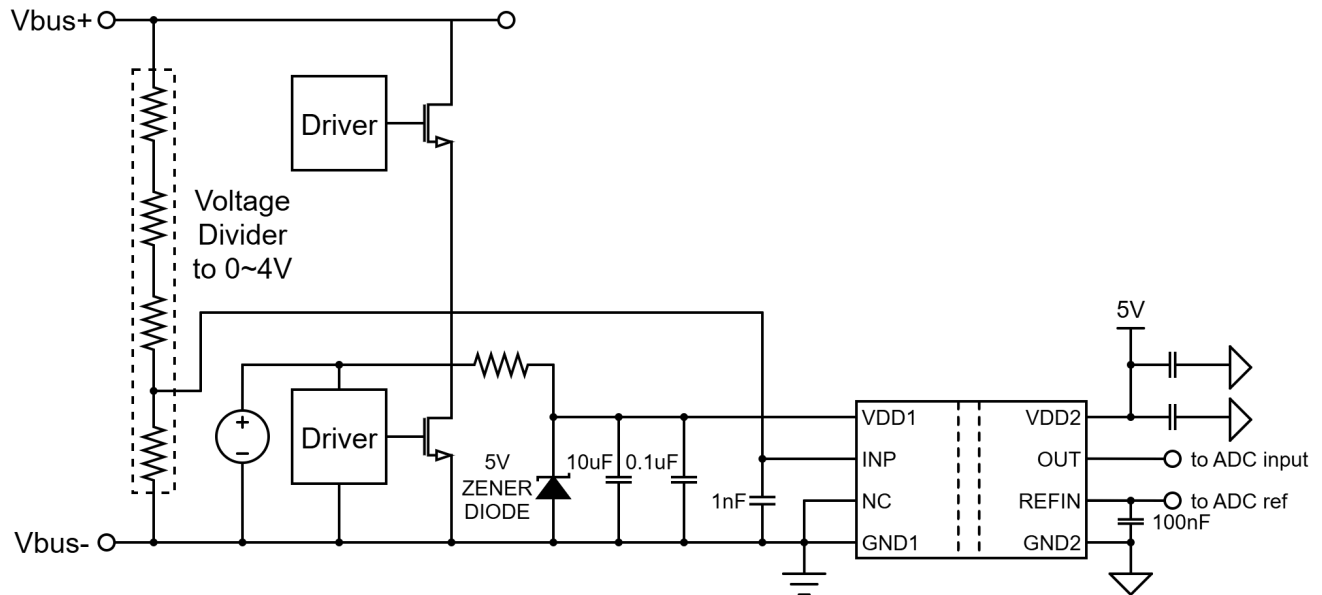 Vbus+
Driver
Voltage
Divider
to 0~4V
5V
Driver
+
−
VDD1
VDD2
5V
ZENER
DIODE
10uF
0.1uF
INP
OUT
to ADC input
1nF
NC
REFIN
to ADC ref
100nF
Vbus-
GND1
GND2